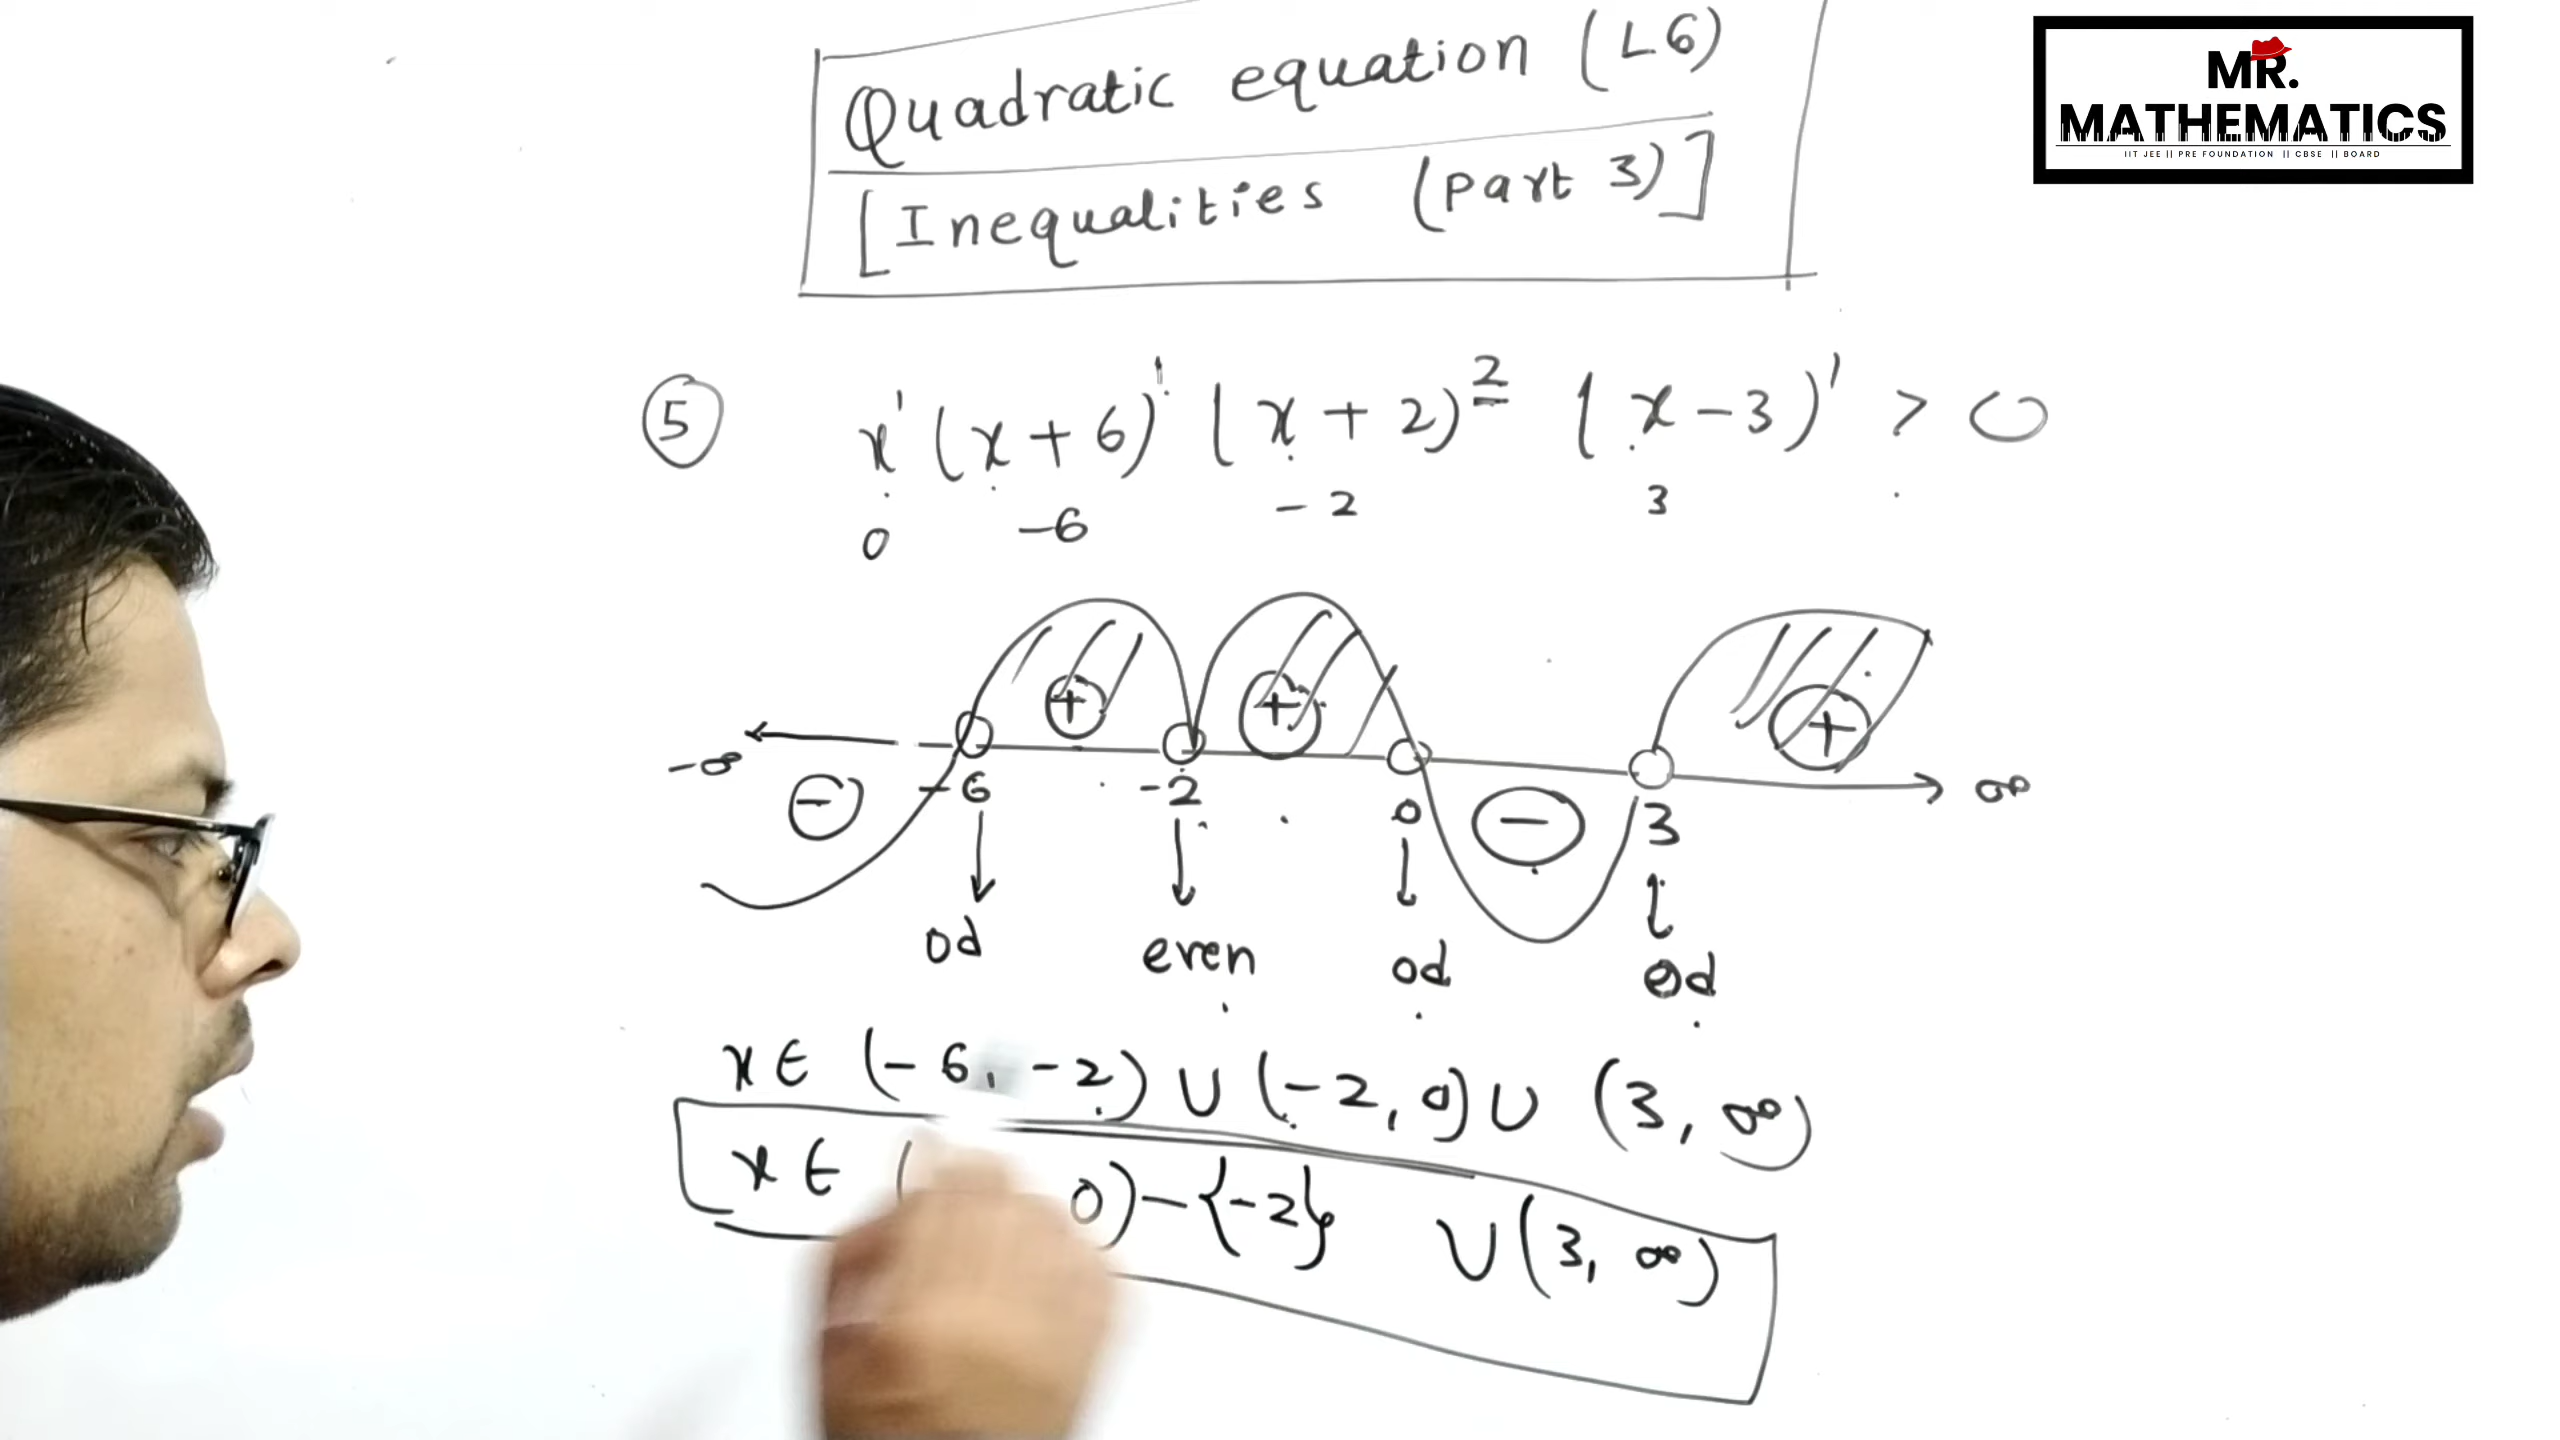 MR.
MATHEMATICS
IIT JEE || PRE FOUNDATION || CBSE || BOARD
Quadratic equation (L6)
[Inequalities (part 3)]
5 x¹(x+6)¹ (x+2)² (x-3)¹ > 0
0 -6 -2 3
+ + +
-∞ - -6 -2 0 - 3 ∞
od even od od
x ∈ (-6, -2) ∪ (-2, 0) ∪ (3, ∞)
x ∈ ( 0) - {-2} ∪ (3, ∞)